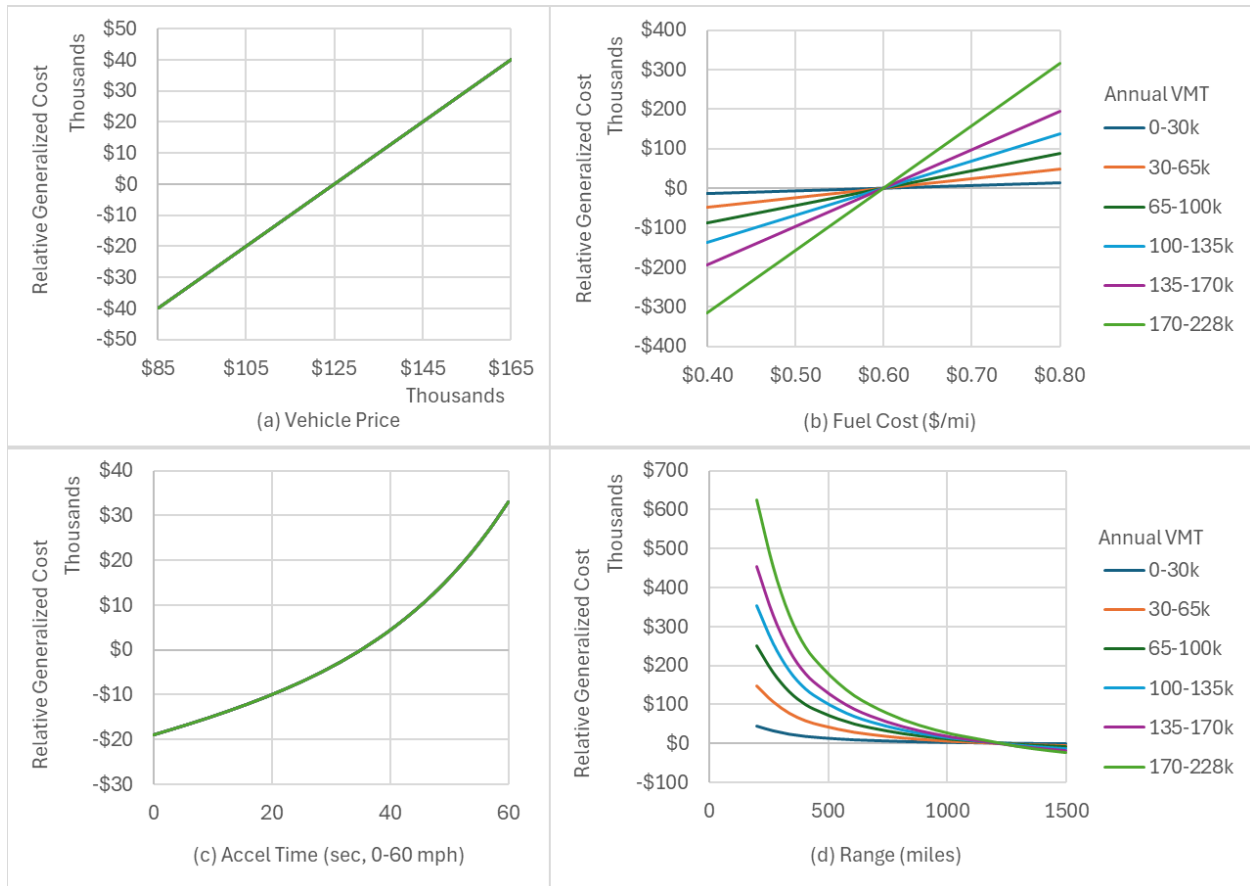 Relative Generalized Cost
Thousands
$50
$40
$30
$20
$10
$0
-$10
-$20
-$30
-$40
-$50
$85 $105 $125 $145 $165
Thousands
(a) Vehicle Price
Relative Generalized Cost
Thousands
$400
$300
$200
$100
$0
-$100
-$200
-$300
-$400
$0.40 $0.50 $0.60 $0.70 $0.80
(b) Fuel Cost ($/mi)
Annual VMT
0-30k
30-65k
65-100k
100-135k
135-170k
170-228k
Relative Generalized Cost
Thousands
$40
$30
$20
$10
$0
-$10
-$20
-$30
0 20 40 60
(c) Accel Time (sec, 0-60 mph)
Relative Generalized Cost
Thousands
$700
$600
$500
$400
$300
$200
$100
$0
-$100
0 500 1000 1500
(d) Range (miles)
Annual VMT
0-30k
30-65k
65-100k
100-135k
135-170k
170-228k